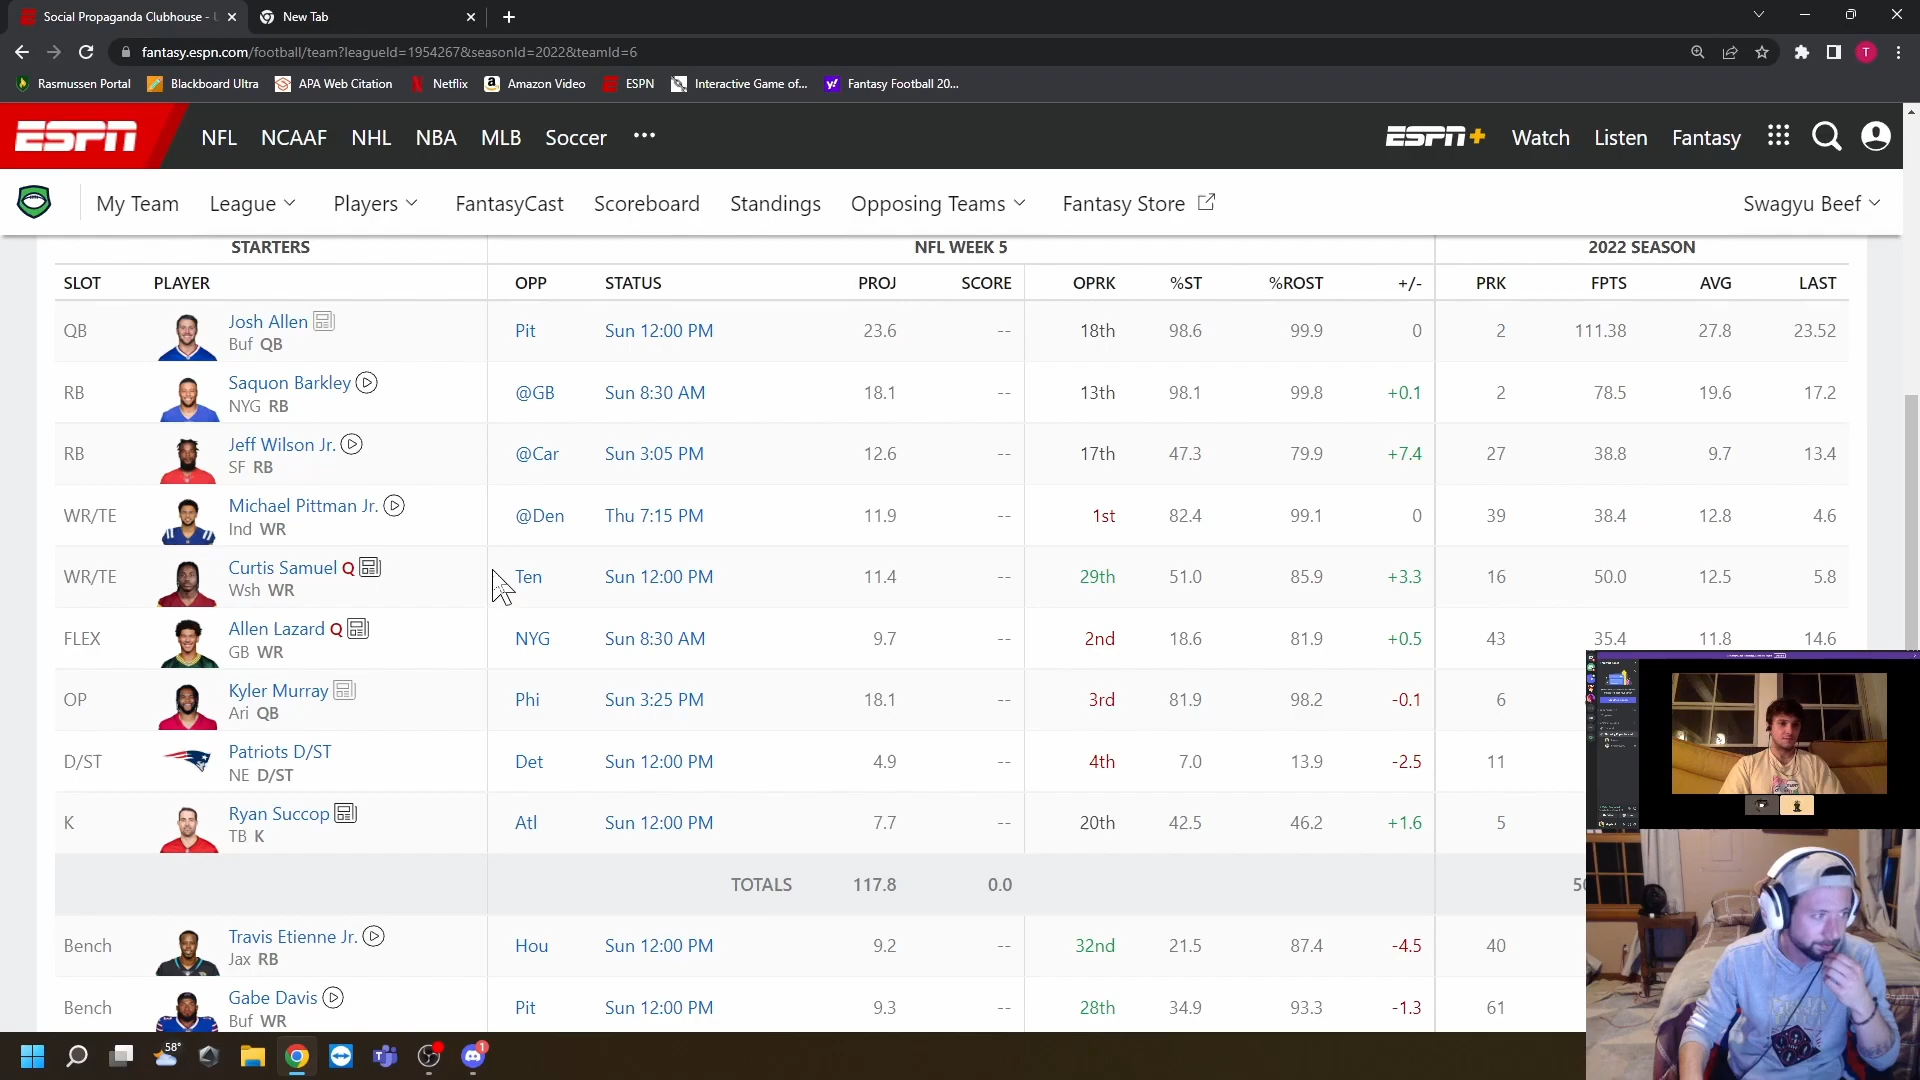 Social Propaganda Clubhouse -
New Tab
fantasy.espn.com/football/team?leagueId=1954267&seasonId=2022&teamId=6
T
Rasmussen Portal
Blackboard Ultra
APA Web Citation
Netflix
Amazon Video
ESPN
Interactive Game of...
Fantasy Football 20...
ESPN
NFL
NCAAF
NHL
NBA
MLB
Soccer
ESPN+
Watch
Listen
Fantasy
My Team
League
Players
FantasyCast
Scoreboard
Standings
Opposing Teams
Fantasy Store
Swagyu Beef
STARTERS NFL WEEK 5 2022 SEASON
SLOT PLAYER OPP STATUS PROJ SCORE OPRK %ST %ROST +/- PRK FPTS AVG LAST
QB Josh Allen Pit Sun 12:00 PM 23.6 -- 18th 98.6 99.9 0 2 111.38 27.8 23.52
Buf QB
RB Saquon Barkley @GB Sun 8:30 AM 18.1 -- 13th 98.1 99.8 +0.1 2 78.5 19.6 17.2
NYG RB
RB Jeff Wilson Jr. @Car Sun 3:05 PM 12.6 -- 17th 47.3 79.9 +7.4 27 38.8 9.7 13.4
SF RB
WR/TE Michael Pittman Jr. @Den Thu 7:15 PM 11.9 -- 1st 82.4 99.1 0 39 38.4 12.8 4.6
Ind WR
WR/TE Curtis Samuel Q Ten Sun 12:00 PM 11.4 -- 29th 51.0 85.9 +3.3 16 50.0 12.5 5.8
Wsh WR
FLEX Allen Lazard Q NYG Sun 8:30 AM 9.7 -- 2nd 18.6 81.9 +0.5 43 35.4 11.8 14.6
GB WR
OP Kyler Murray Phi Sun 3:25 PM 18.1 -- 3rd 81.9 98.2 -0.1 6
Ari QB
D/ST Patriots D/ST Det Sun 12:00 PM 4.9 -- 4th 7.0 13.9 -2.5 11
NE D/ST
K Ryan Succop Atl Sun 12:00 PM 7.7 -- 20th 42.5 46.2 +1.6 5
TB K
TOTALS 117.8 0.0
Bench Travis Etienne Jr. Hou Sun 12:00 PM 9.2 -- 32nd 21.5 87.4 -4.5 40
Jax RB
Bench Gabe Davis Pit Sun 12:00 PM 9.3 -- 28th 34.9 93.3 -1.3 61
Buf WR
58°
1